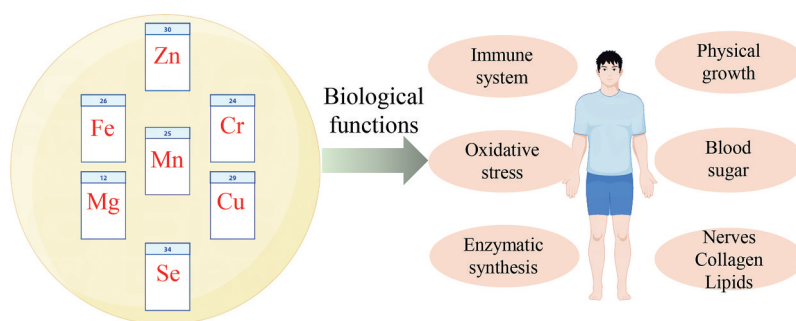 30
Zn
26
Fe
24
Cr
25
Mn
12
Mg
29
Cu
34
Se
Biological
functions
Immune
system
Physical
growth
Oxidative
stress
Blood
sugar
Enzymatic
synthesis
Nerves
Collagen
Lipids